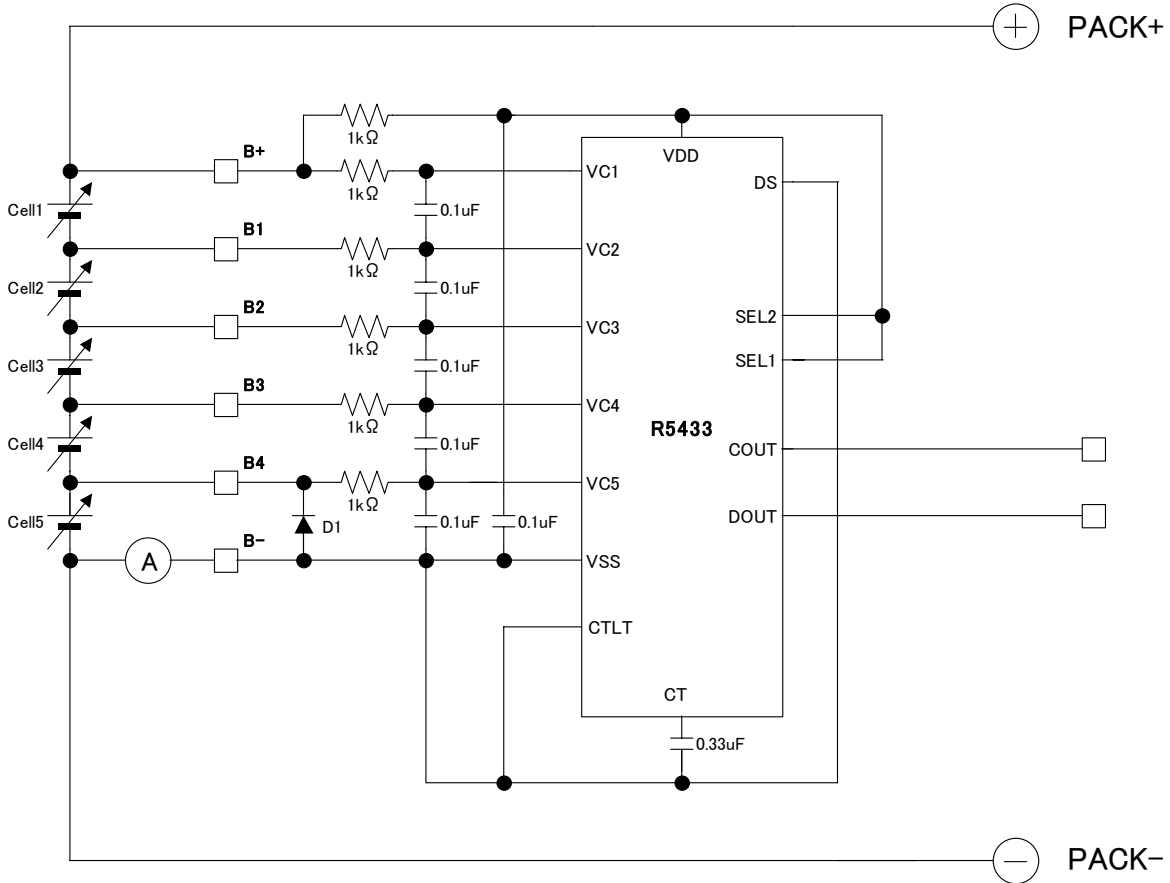 PACK+
1kΩ
VDD
B+
1kΩ
VC1
DS
Cell1
0.1uF
B1
1kΩ
VC2
Cell2
0.1uF
B2
1kΩ
VC3
SEL2
Cell3
0.1uF
SEL1
B3
1kΩ
VC4
R5433
Cell4
0.1uF
COUT
B4
1kΩ
VC5
Cell5
D1
0.1uF
0.1uF
DOUT
A
B-
VSS
CTLT
CT
0.33uF
PACK-